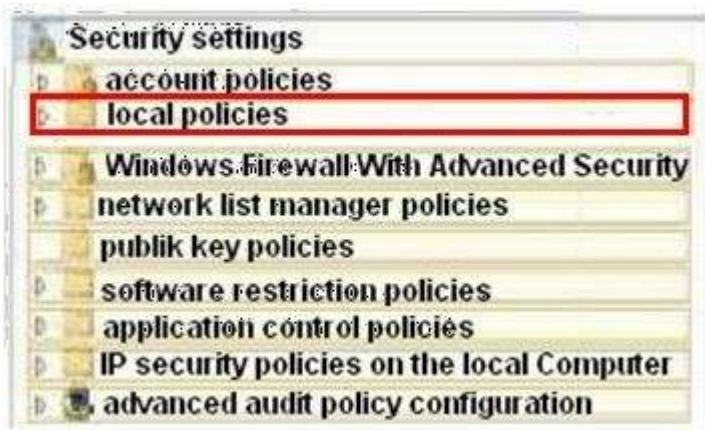 Security settings
account policies
local policies
Windows Firewall With Advanced Security
network list manager policies
publik key policies
software restriction policies
application control policies
IP security policies on the local Computer
advanced audit policy configuration